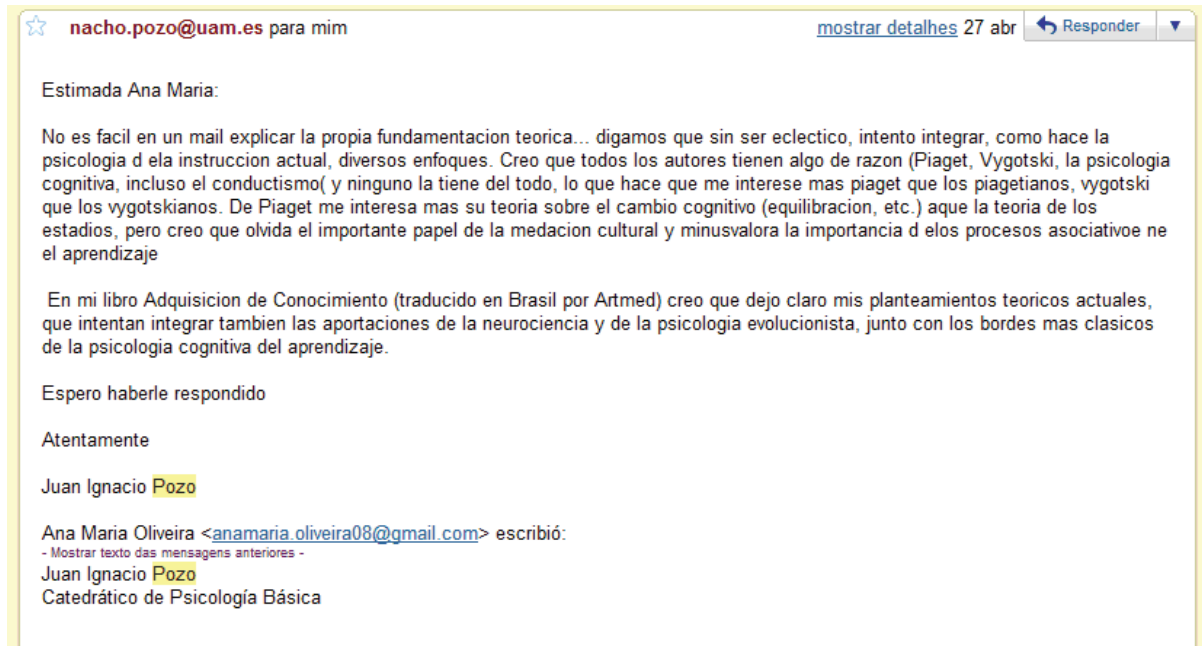 nacho.pozo@uam.es para mim mostrar detalhes 27 abr Responder
Estimada Ana Maria:
No es facil en un mail explicar la propia fundamentacion teorica... digamos que sin ser eclectico, intento integrar, como hace la
psicologia d ela instruccion actual, diversos enfoques. Creo que todos los autores tienen algo de razon (Piaget, Vygotski, la psicologia
cognitiva, incluso el conductismo( y ninguno la tiene del todo, lo que hace que me interese mas piaget que los piagetianos, vygotski
que los vygotskianos. De Piaget me interesa mas su teoria sobre el cambio cognitivo (equilibracion, etc.) aque la teoria de los
estadios, pero creo que olvida el importante papel de la medacion cultural y minusvalora la importancia d elos procesos asociativoe ne
el aprendizaje
En mi libro Adquisicion de Conocimiento (traducido en Brasil por Artmed) creo que dejo claro mis planteamientos teoricos actuales,
que intentan integrar tambien las aportaciones de la neurociencia y de la psicologia evolucionista, junto con los bordes mas clasicos
de la psicologia cognitiva del aprendizaje.
Espero haberle respondido
Atentamente
Juan Ignacio Pozo
Ana Maria Oliveira <anamaria.oliveira08@gmail.com> escribió:
- Mostrar texto das mensagens anteriores -
Juan Ignacio Pozo
Catedrático de Psicología Básica